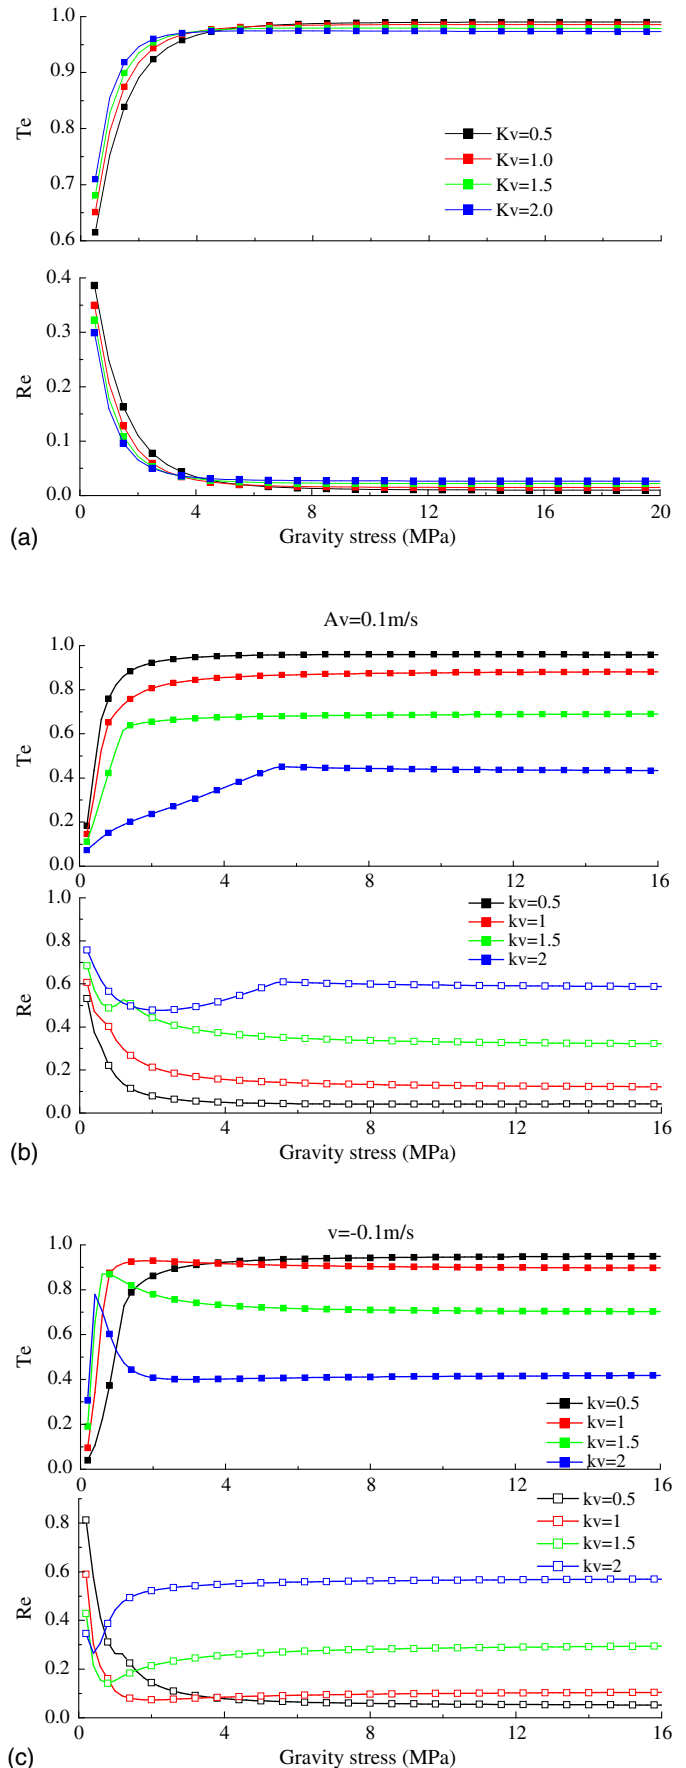 1.0
0.9
0.8
0.7
0.6
Te
Kv=0.5
Kv=1.0
Kv=1.5
Kv=2.0
0 4 8 12 16 20
0.4
0.3
0.2
0.1
0.0
Re
0 4 8 12 16 20
(a)
Gravity stress (MPa)
Av=0.1m/s
1.0
0.8
0.6
0.4
0.2
0.0
Te
0 4 8 12 16
1.0
0.8
0.6
0.4
0.2
0.0
Re
kv=0.5
kv=1
kv=1.5
kv=2
0 4 8 12 16
(b)
Gravity stress (MPa)
v=-0.1m/s
1.0
0.8
0.6
0.4
0.2
0.0
Te
kv=0.5
kv=1
kv=1.5
kv=2
0 4 8 12 16
0.8
0.6
0.4
0.2
0.0
Re
kv=0.5
kv=1
kv=1.5
kv=2
0 4 8 12 16
(c)
Gravity stress (MPa)